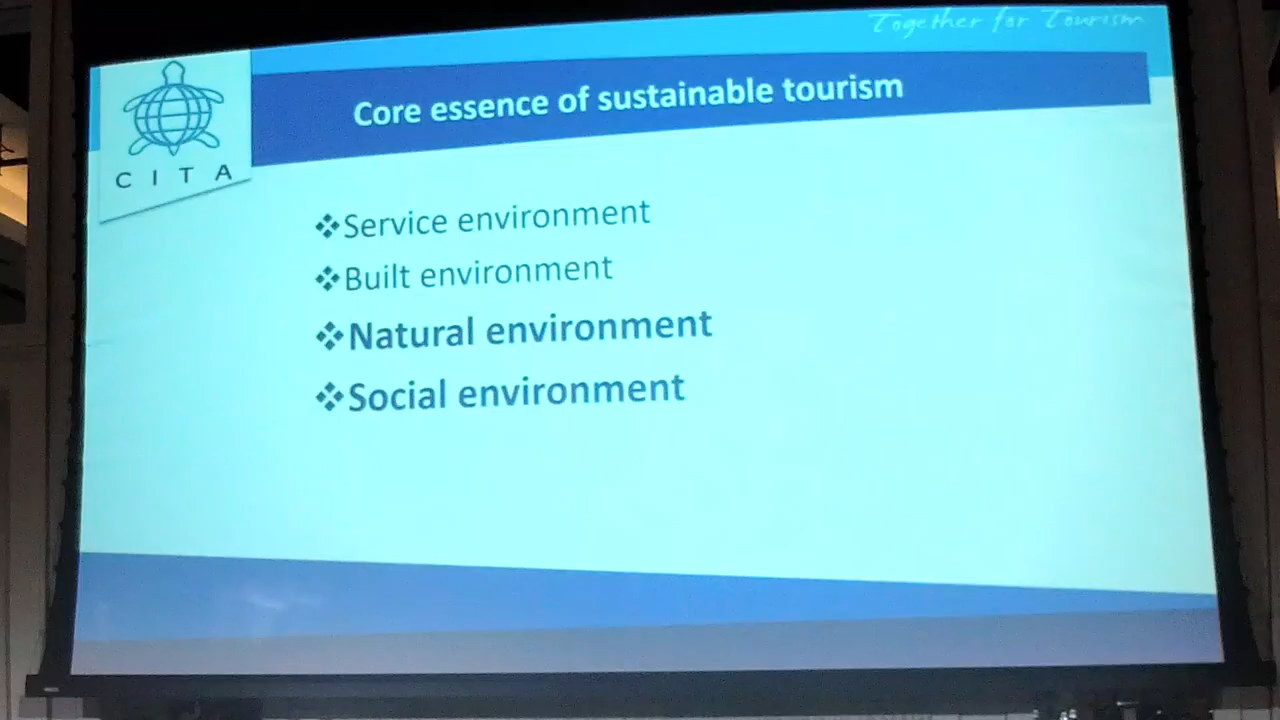 Together for Tourism
Core essence of sustainable tourism
CITA
❖Service environment
❖Built environment
❖Natural environment
❖Social environment